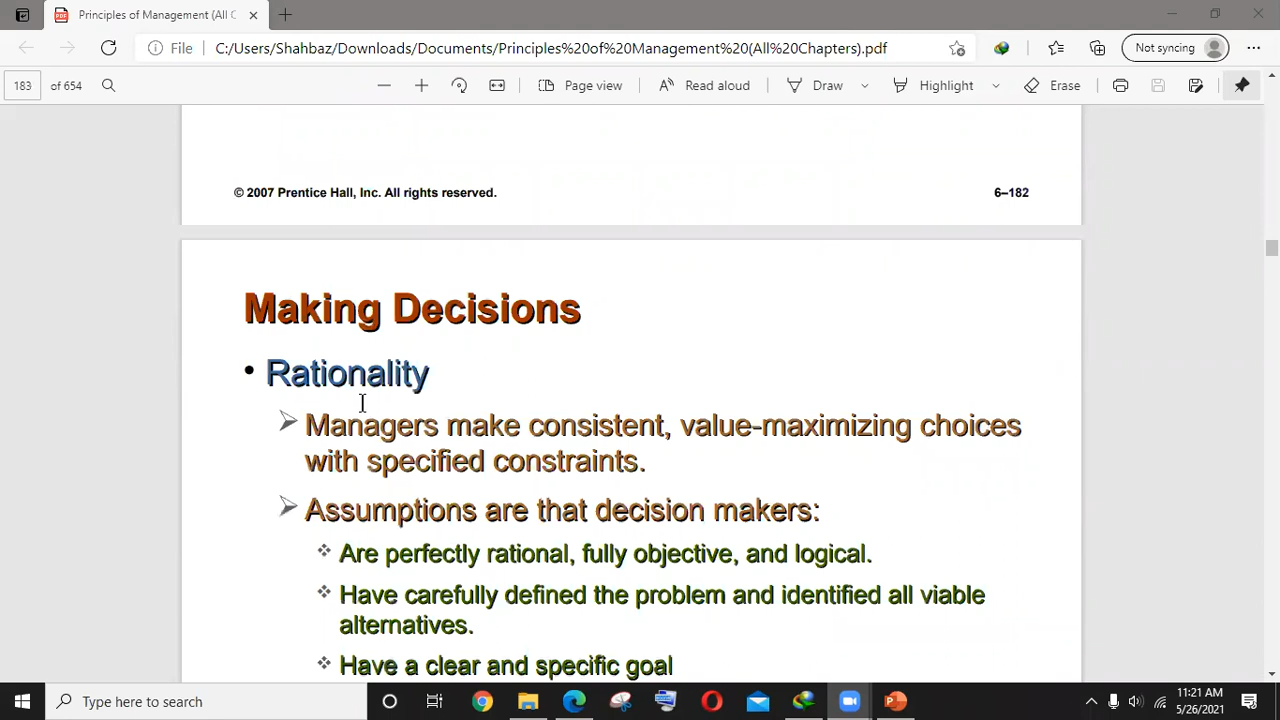 Principles of Management (All C
File
C:/Users/Shahbaz/Downloads/Documents/Principles%20of%20Management%20(All%20Chapters).pdf
Not syncing
183 of 654
Page view
Read aloud
Draw
Highlight
Erase
© 2007 Prentice Hall, Inc. All rights reserved.
6–182
Making Decisions
• Rationality
➢ Managers make consistent, value-maximizing choices
with specified constraints.
➢ Assumptions are that decision makers:
❖ Are perfectly rational, fully objective, and logical.
❖ Have carefully defined the problem and identified all viable
alternatives.
❖ Have a clear and specific goal
Type here to search
11:21 AM
5/26/2021